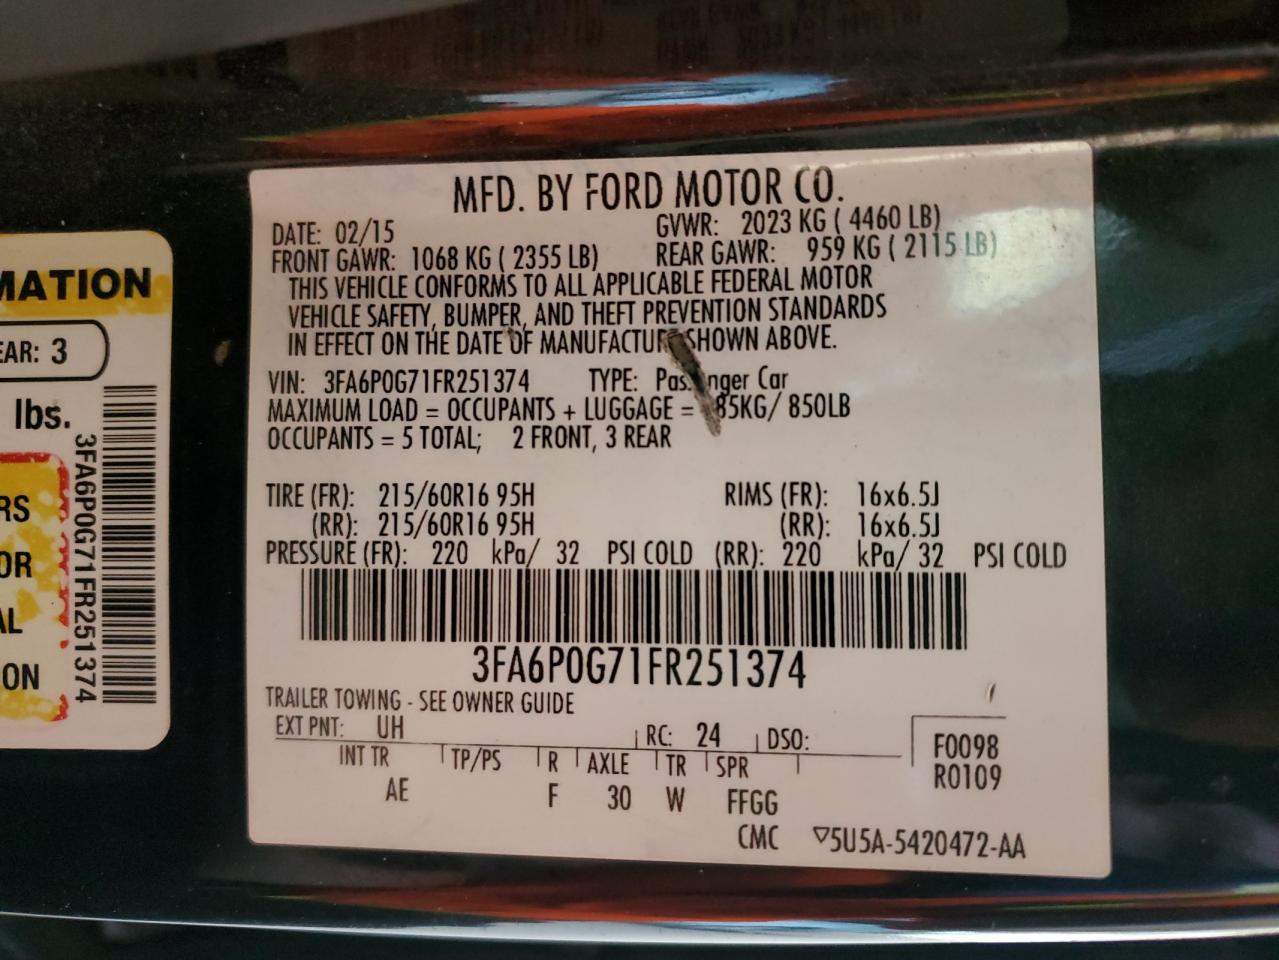 MATION
EAR: 3
lbs.
RS
OR
AL
ON
3FA6P0G71FR251374
MFD. BY FORD MOTOR CO.
DATE: 02/15 GVWR: 2023 KG ( 4460 LB)
FRONT GAWR: 1068 KG ( 2355 LB) REAR GAWR: 959 KG ( 2115 LB)
THIS VEHICLE CONFORMS TO ALL APPLICABLE FEDERAL MOTOR
VEHICLE SAFETY, BUMPER, AND THEFT PREVENTION STANDARDS
IN EFFECT ON THE DATE OF MANUFACTURE SHOWN ABOVE.
VIN: 3FA6P0G71FR251374 TYPE: Passenger Car
MAXIMUM LOAD = OCCUPANTS + LUGGAGE = 85KG/ 850LB
OCCUPANTS = 5 TOTAL; 2 FRONT, 3 REAR
TIRE (FR): 215/60R16 95H RIMS (FR): 16x6.5J
(RR): 215/60R16 95H (RR): 16x6.5J
PRESSURE (FR): 220 kPa/ 32 PSI COLD (RR): 220 kPa/ 32 PSI COLD
3FA6P0G71FR251374
TRAILER TOWING - SEE OWNER GUIDE
EXT PNT: UH RC: 24 DSO:
INT TR TP/PS R AXLE TR SPR
AE F 30 W FFGG
F0098
R0109
CMC ▽5U5A-5420472-AA